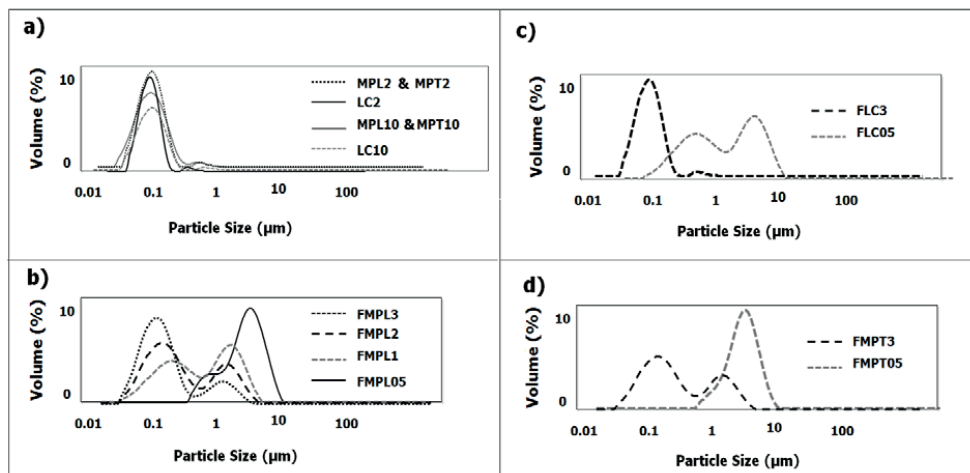 a)
Volume (%)
10
0
MPL2 & MPT2
LC2
MPL10 &MPT10
LC10
0.01 0.1 1 10 100
Particle Size (µm)
c)
Volume (%)
10
0
FLC3
FLC05
0.01 0.1 1 10 100
Particle Size (µm)
b)
Volume (%)
10
0
FMPL3
FMPL2
FMPL1
FMPL05
0.01 0.1 1 10 100
Particle Size (µm)
d)
Volume (%)
10
0
FMPT3
FMPT05
0.01 0.1 1 10 100
Particle Size (µm)